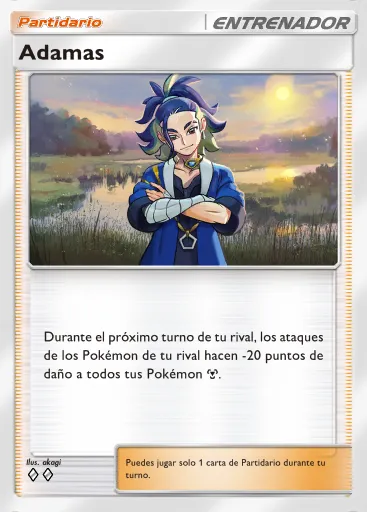 Partidario
ENTRENADOR
Adamas
Durante el próximo turno de tu rival, los ataques
de los Pokémon de tu rival hacen -20 puntos de
daño a todos tus Pokémon .
Ilus. akagi
Puedes jugar solo 1 carta de Partidario durante tu
turno.